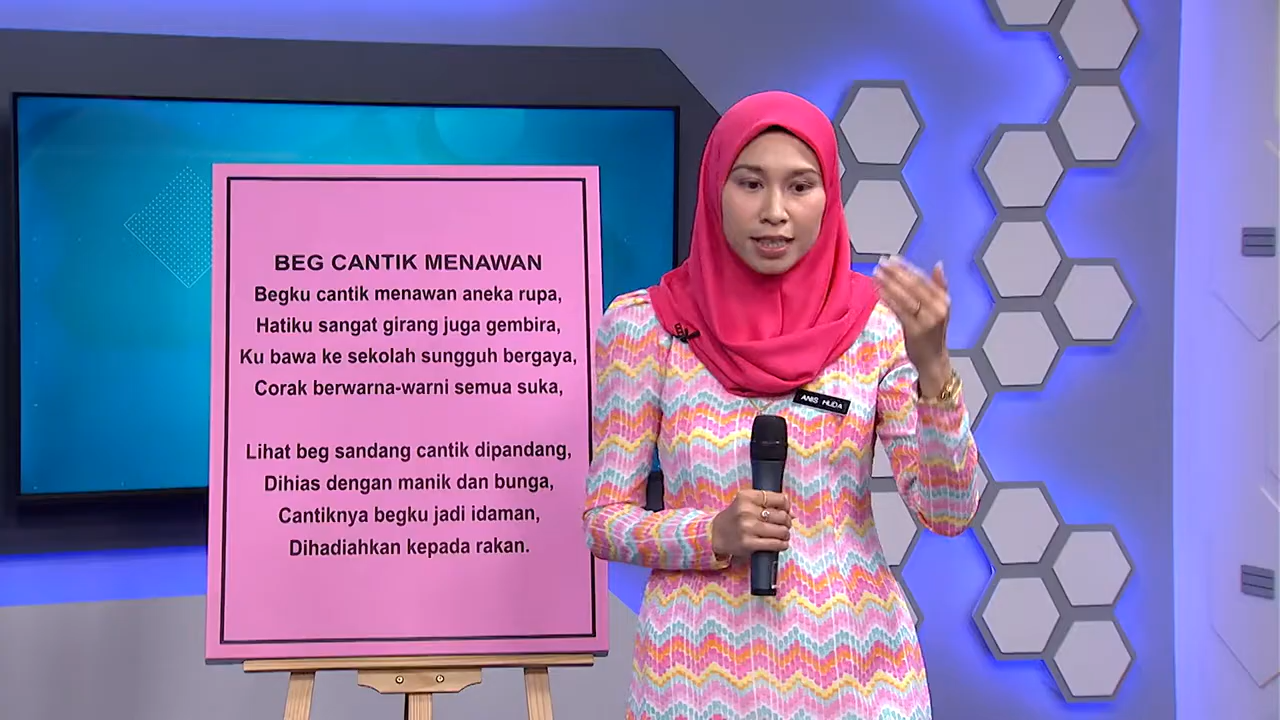 BEG CANTIK MENAWAN
Begku cantik menawan aneka rupa,
Hatiku sangat girang juga gembira,
Ku bawa ke sekolah sungguh bergaya,
Corak berwarna-warni semua suka,
Lihat beg sandang cantik dipandang,
Dihias dengan manik dan bunga,
Cantiknya begku jadi idaman,
Dihadiahkan kepada rakan.
ANIS HUDA